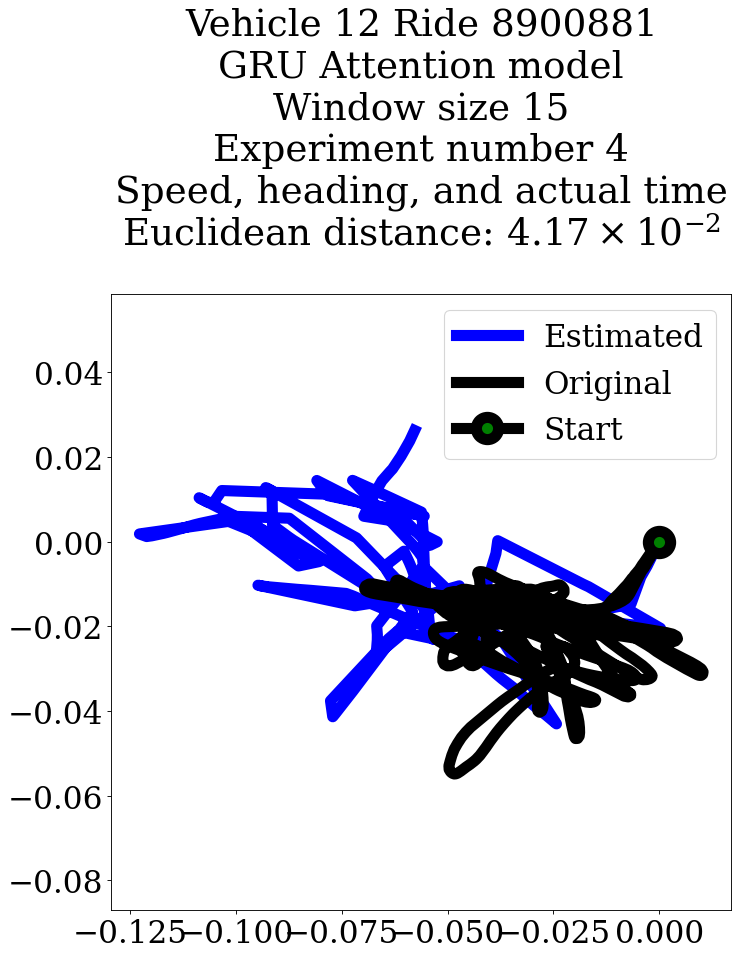 Vehicle 12 Ride 8900881
GRU Attention model
Window size 15
Experiment number 4
Speed, heading, and actual time
Euclidean distance: 4.17 × 10⁻²
Estimated
Original
Start
0.04
0.02
0.00
−0.02
−0.04
−0.06
−0.08
−0.125 −0.100 −0.075 −0.050 −0.025 0.000